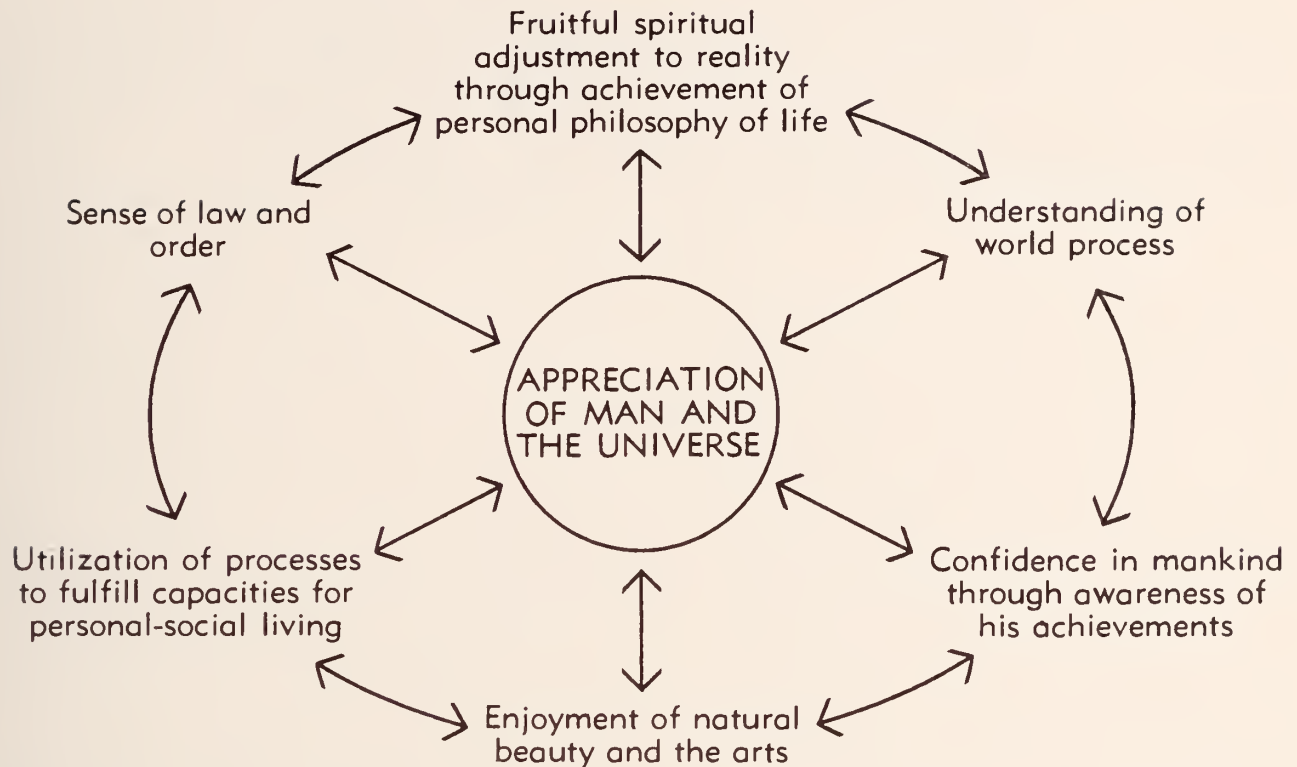 Fruitful spiritual
adjustment to reality
through achievement of
personal philosophy of life
Sense of law and
order
Understanding of
world process
APPRECIATION
OF MAN AND
THE UNIVERSE
Utilization of processes
to fulfill capacities for
personal-social living
Confidence in mankind
through awareness of
his achievements
Enjoyment of natural
beauty and the arts